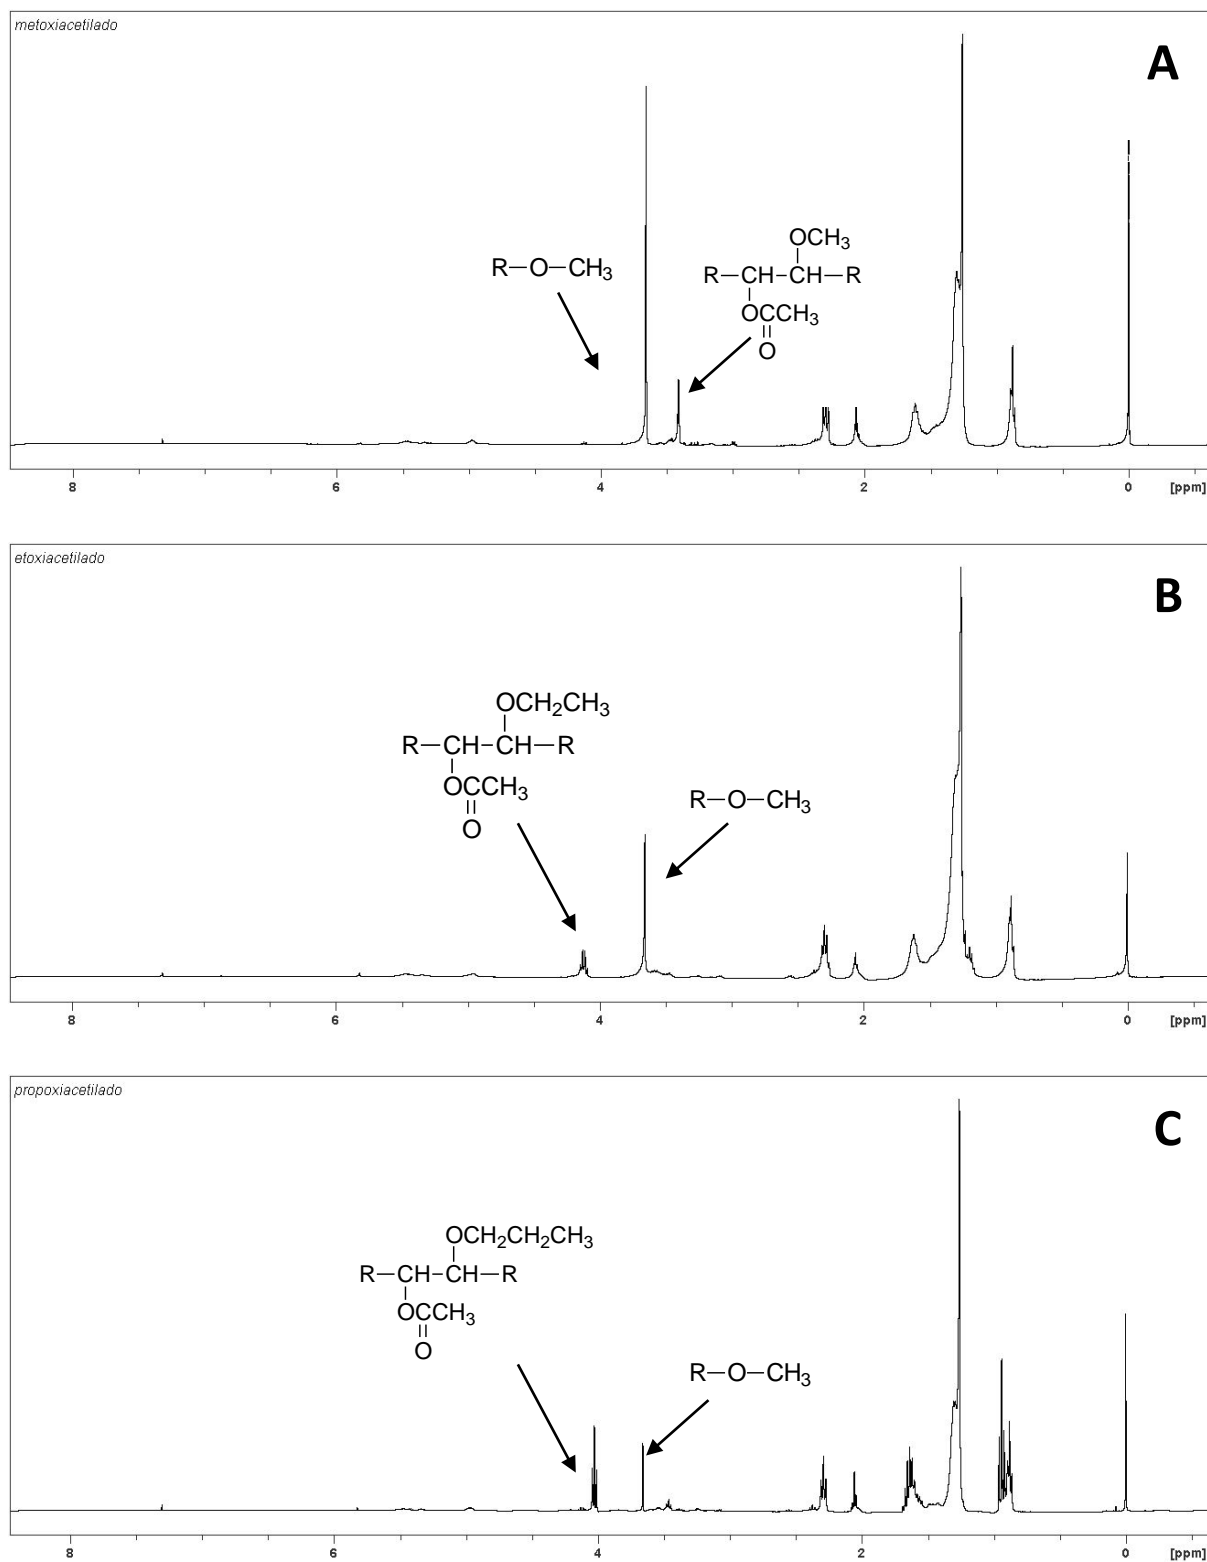 metoxiacetilado
A
OCH3
R–O–CH3
R–CH–CH–R
OCCH3
O
8 6 4 2 0 [ppm]
etoxiacetilado
B
OCH2CH3
R–CH–CH–R
OCCH3
R–O–CH3
O
8 6 4 2 0 [ppm]
propoxiacetilado
C
OCH2CH2CH3
R–CH–CH–R
OCCH3
O
R–O–CH3
8 6 4 2 0 [ppm]